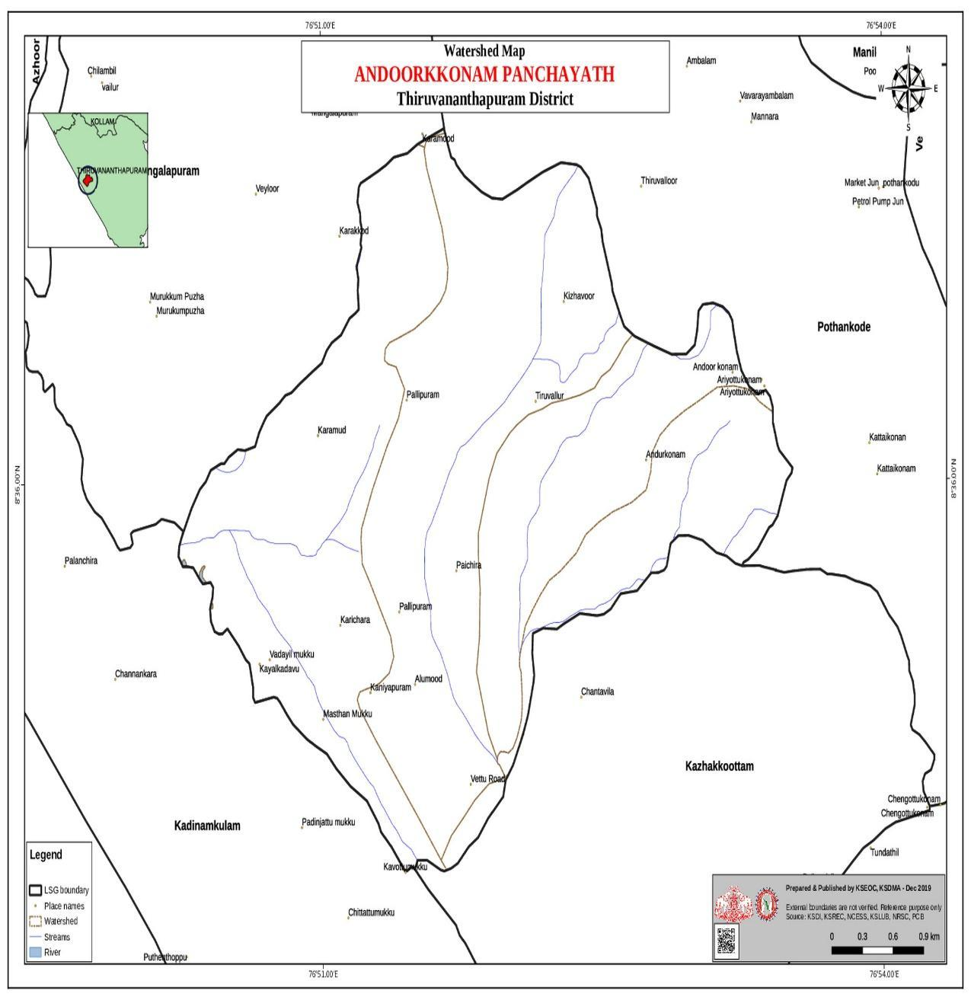 76°51.00'E
76°54.00'E
Watershed Map
ANDOORKKONAM PANCHAYATH
Thiruvananthapuram District
Azhoor
Chilambil
vailur
Ambalam
Manil
Poo
N
W
E
S
Ve
Vavarayambalam
Mannara
Mangalapuram
KOLLAM
THIRUVANANTHAPURAM
ngalapuram
Karamood
Veyloor
Thiruvalloor
Market Jun
pothankodu
Petrol Pump Jun
Karakkod
Murukkum Puzha
Murukumpuzha
Kizhavoor
Pothankode
Andoor konam
Ariyottukonam
Ariyottukonam
Pallipuram
Tiruvallur
Karamud
Kattaikonan
Andurkonam
Kattaikonam
8°36.00'N
8°36.00'N
Palanchira
Paichira
Pallipuram
Karichara
Vadayil mukku
Kayalkadavu
Channankara
Alumood
Kaniyapuram
Chantavila
Masthan Mukku
Kazhakkoottam
Vettu Road
Chengottukonam
Chengottukonam
Kadinamkulam
Padinjattu mukku
Tundathil
Kavottumukku
Chittattumukku
Puthenthoppu
Legend
LSG boundary
Place names
Watershed
Streams
River
Prepared & Published by KSEOC, KSDMA - Dec 2019
External boundaries are not verified. Reference purpose only
Source: KSDI, KSREC, NCESS, KSLUB, NRSC, PCB
0 0.3 0.6 0.9 km
76°51.00'E
76°54.00'E